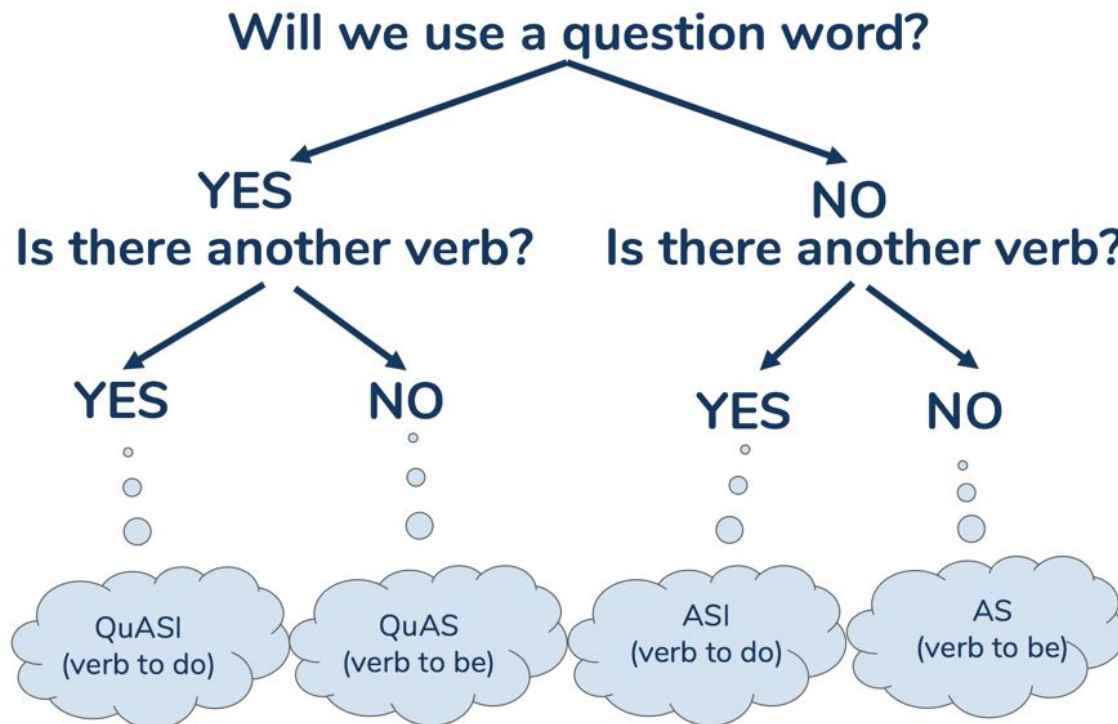 Will we use a question word?
YES
Is there another verb?
NO
Is there another verb?
YES
NO
YES
NO
QuASI
(verb to do)
QuAS
(verb to be)
ASI
(verb to do)
AS
(verb to be)